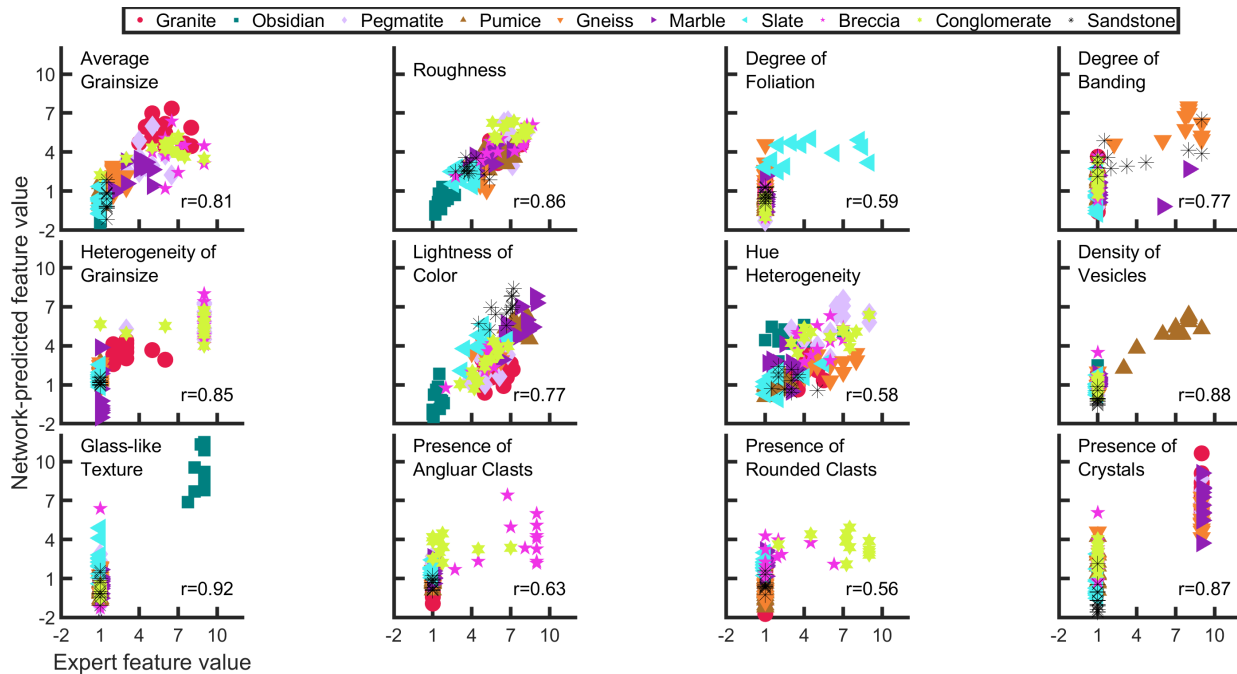 Granite Obsidian Pegmatite Pumice Gneiss Marble Slate Breccia Conglomerate Sandstone
Network-predicted feature value
Average
Grainsize
10
7
4
1
-2
r=0.81
Roughness
r=0.86
Degree of
Foliation
r=0.59
Degree of
Banding
r=0.77
Heterogeneity of
Grainsize
10
7
4
1
-2
r=0.85
Lightness of
Color
r=0.77
Hue
Heterogeneity
r=0.58
Density of
Vesicles
r=0.88
Glass-like
Texture
10
7
4
1
-2
r=0.92
Presence of
Angluar Clasts
r=0.63
Presence of
Rounded Clasts
r=0.56
Presence of
Crystals
r=0.87
-2 1 4 7 10
-2 1 4 7 10
-2 1 4 7 10
-2 1 4 7 10
Expert feature value